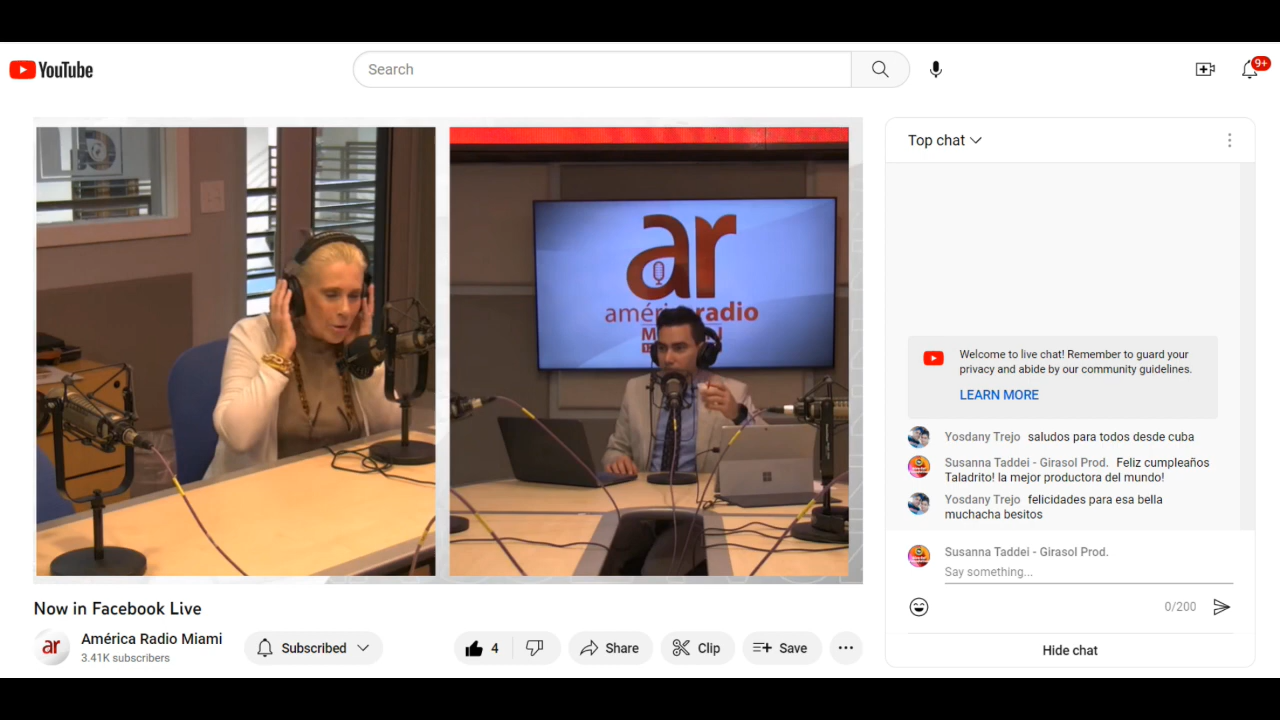 YouTube
Search
9+
ar
américaradio
Top chat
Welcome to live chat! Remember to guard your
privacy and abide by our community guidelines.
LEARN MORE
Yosdany Trejo saludos para todos desde cuba
Susanna Taddei - Girasol Prod. Feliz cumpleaños
Taladrito! la mejor productora del mundo!
Yosdany Trejo felicidades para esa bella
muchacha besitos
Susanna Taddei - Girasol Prod.
Say something...
0/200
Hide chat
Now in Facebook Live
ar
América Radio Miami
3.41K subscribers
Subscribed
4
Share
Clip
Save